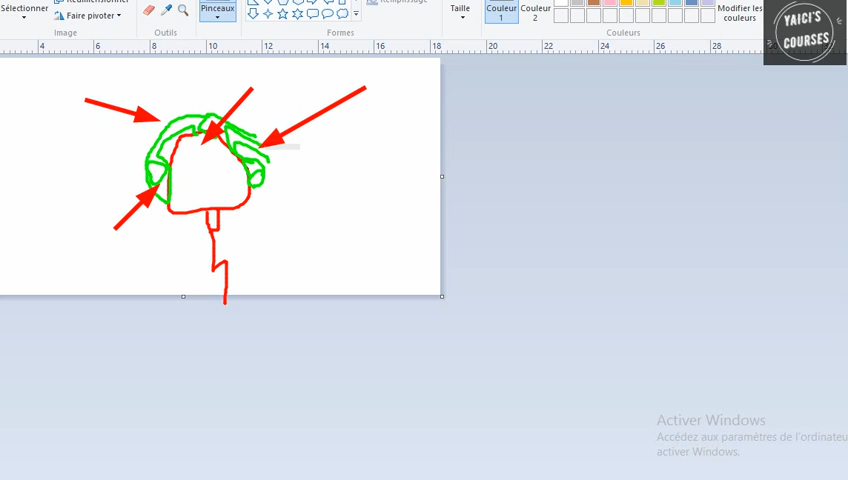 Sélectionner
Faire pivoter
Image
Outils
Pinceaux
Remplissage
Formes
Taille
Couleur
1
Couleur
2
Modifier les
couleurs
Couleurs
YAICI'S
COURSES
4 6 8 10 12 14 16 18 20 22 24 26 28
Activer Windows
Accédez aux paramètres de l'ordinateu
activer Windows.